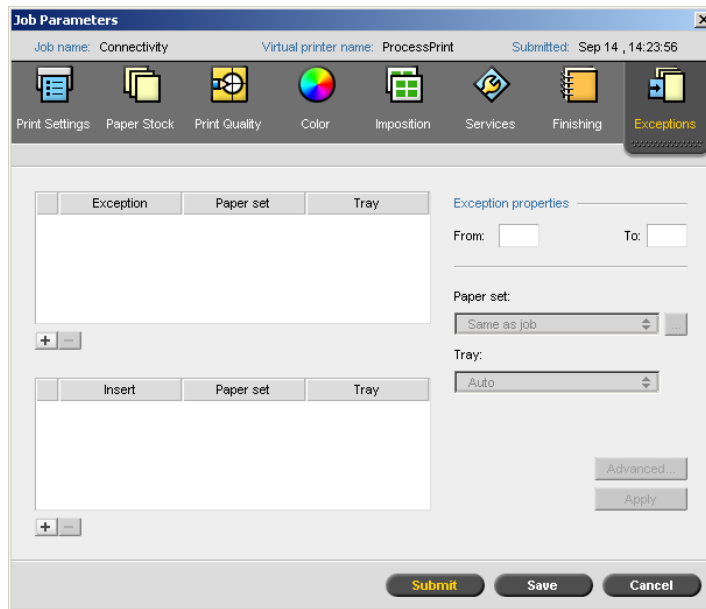 Job Parameters
Job name: Connectivity Virtual printer name: ProcessPrint Submitted: Sep 14 , 14:23:56
Print Settings Paper Stock Print Quality Color Imposition Services Finishing Exceptions
Exception Paper set Tray
Exception properties
From: To:
Paper set:
Same as job ...
+ −
Tray:
Auto
Insert Paper set Tray
Advanced...
Apply
+ −
Submit Save Cancel